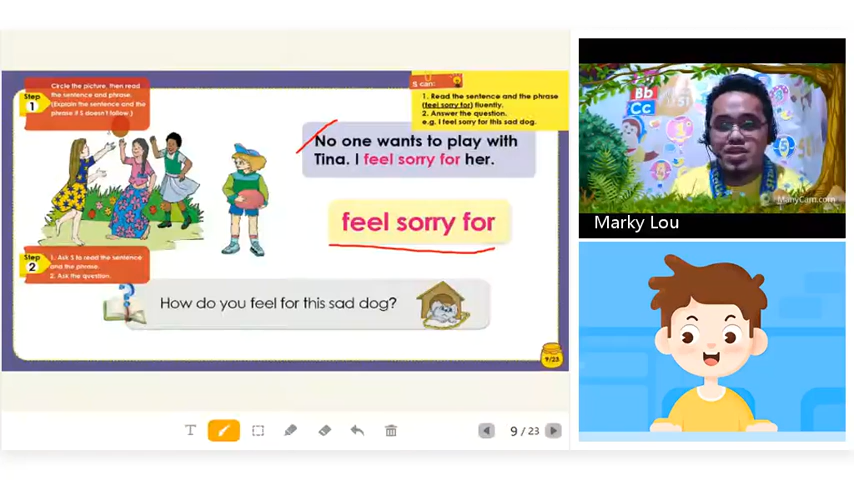 Step
1
Circle the picture, then read
the sentence and phrase.
(Explain the sentence and the
phrase if S doesn't follow.)
S can:
1. Read the sentence and the phrase
(feel sorry for) fluently.
2. Answer the question.
e.g. I feel sorry for this sad dog.
No one wants to play with
Tina. I feel sorry for her.
feel sorry for
Step
2
1. Ask S to read the sentence
and the phrase.
2. Ask the question.
How do you feel for this sad dog?
9/23
T
9 / 23
Bb
Cc
ManyCam.com
Marky Lou